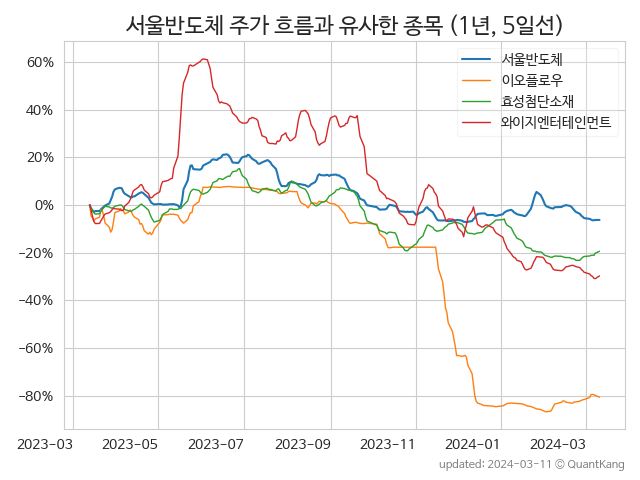 서울반도체 주가 흐름과 유사한 종목 (1년, 5일선)
서울반도체
이오플로우
효성첨단소재
와이지엔터테인먼트
60%
40%
20%
0%
−20%
−40%
−60%
−80%
2023-03 2023-05 2023-07 2023-09 2023-11 2024-01 2024-03
updated: 2024-03-11 © QuantKang